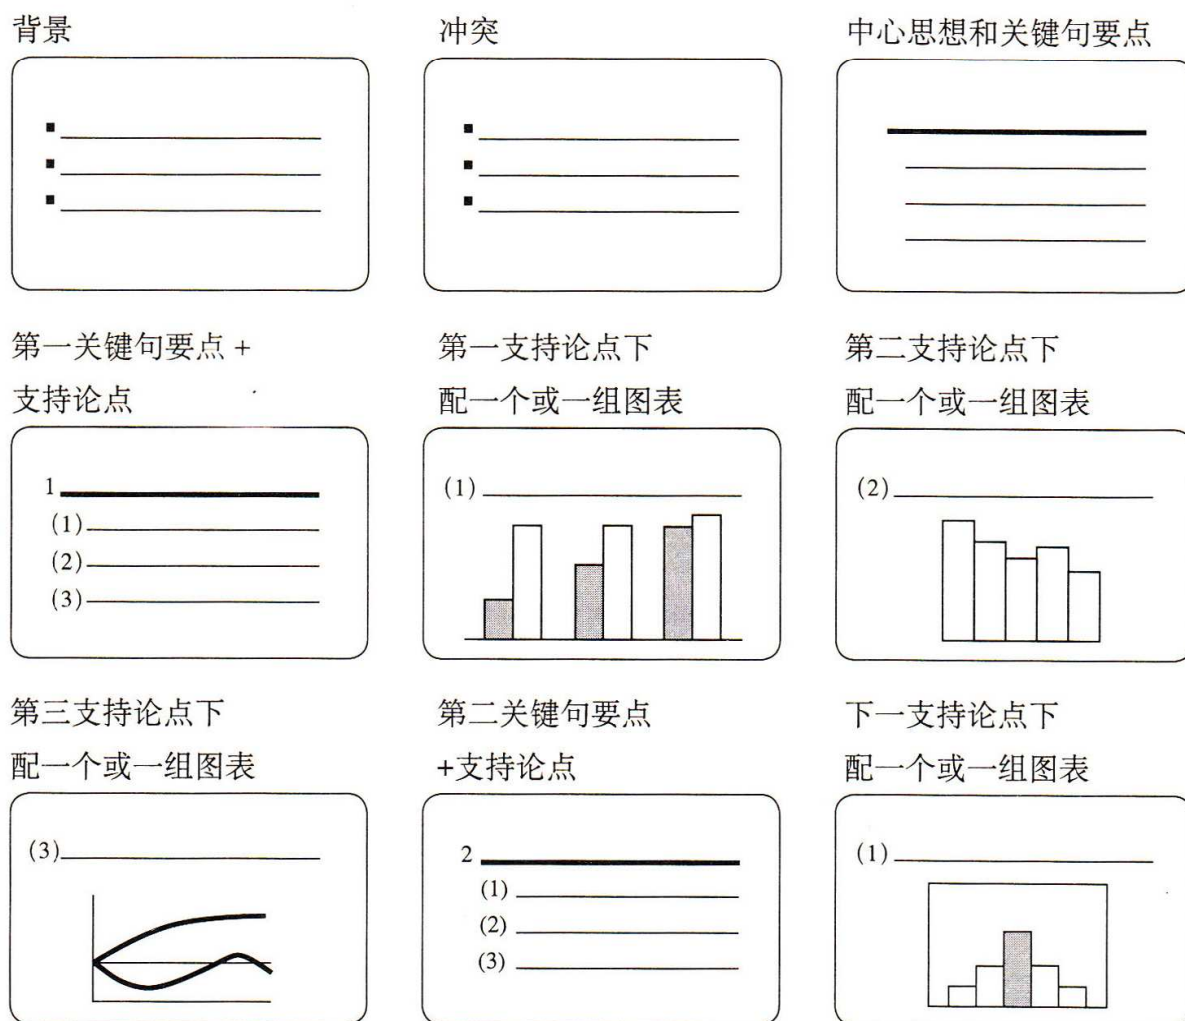 背景
冲突
中心思想和关键句要点
第一关键句要点 +
支持论点
第一支持论点下
配一个或一组图表
第二支持论点下
配一个或一组图表
1
(1)
(2)
(3)
(1)
(2)
第三支持论点下
配一个或一组图表
第二关键句要点
+支持论点
下一支持论点下
配一个或一组图表
(3)
2
(1)
(2)
(3)
(1)